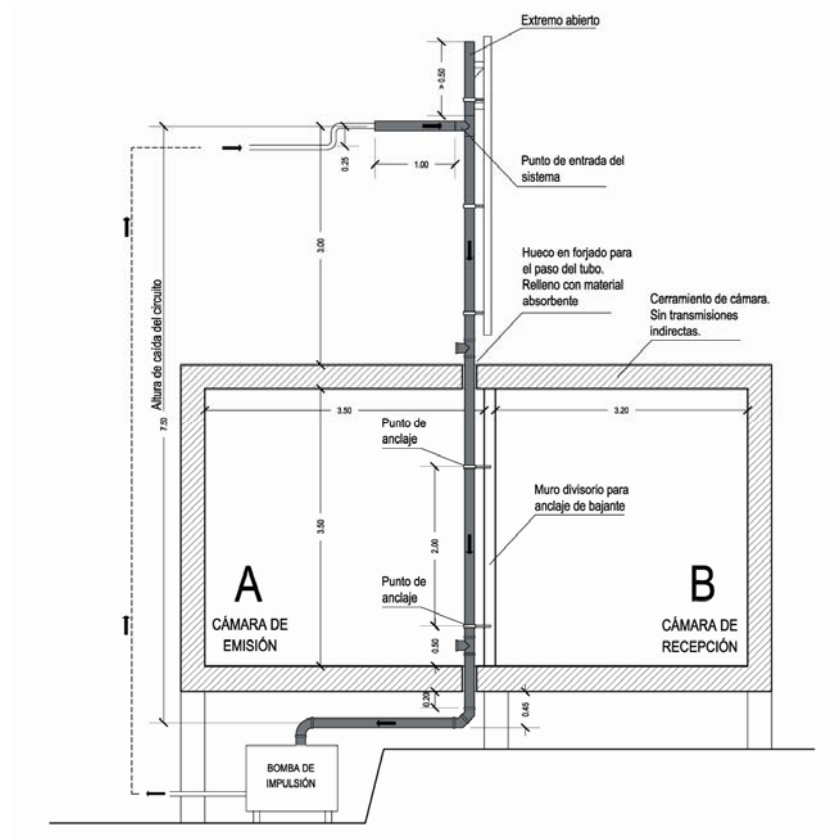 Extremo abierto
> 0.50
0.25
1.00
Punto de entrada del
sistema
3.00
Hueco en forjado para
el paso del tubo.
Relleno con material
absorbente
Cerramiento de cámara.
Sin transmisiones
indirectas.
Altura de caída del circuito
7.50
3.50
3.20
Punto de
anclaje
Muro divisorio para
anclaje de bajante
3.50
2.00
A
CÁMARA DE
EMISIÓN
Punto de
anclaje
B
CÁMARA DE
RECEPCIÓN
0.50
0.20
0.45
BOMBA DE
IMPULSIÓN